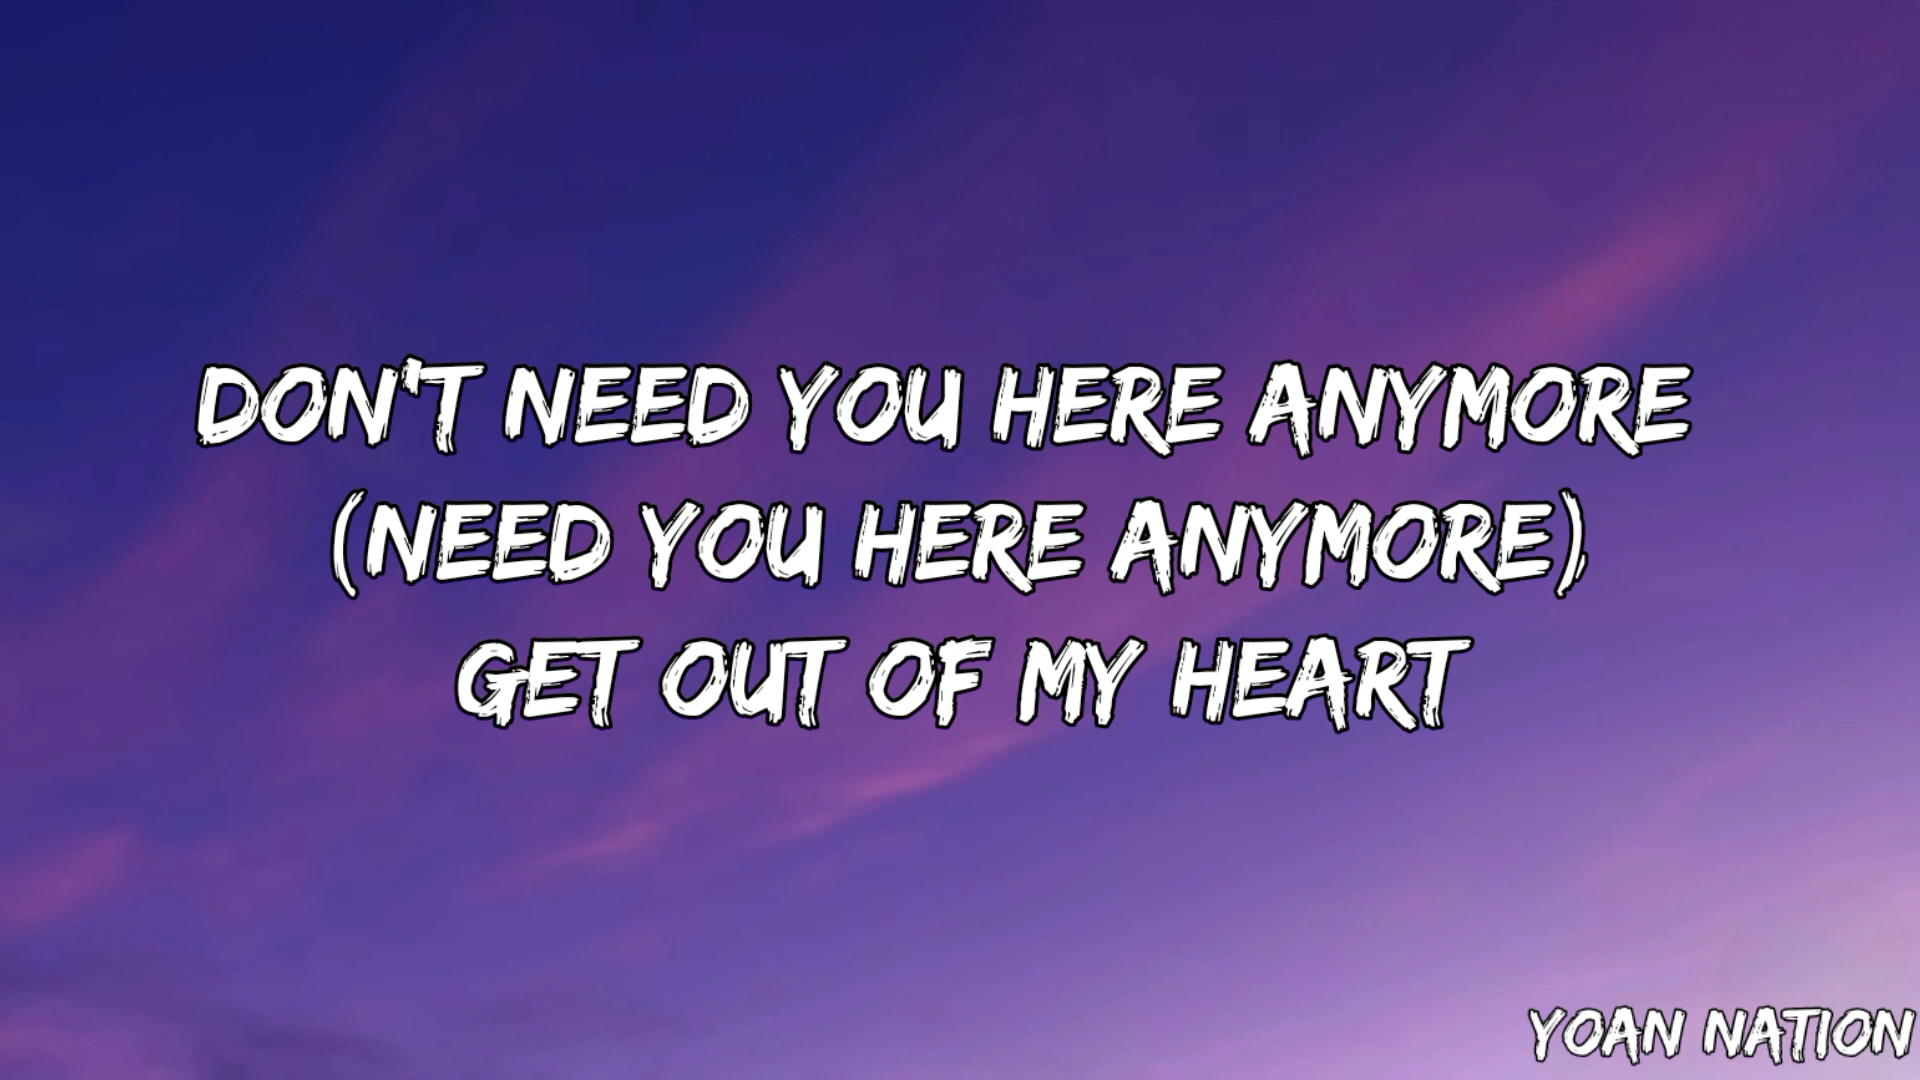 DON'T NEED YOU HERE ANYMORE
(NEED YOU HERE ANYMORE)
GET OUT OF MY HEART
YOAN NATION